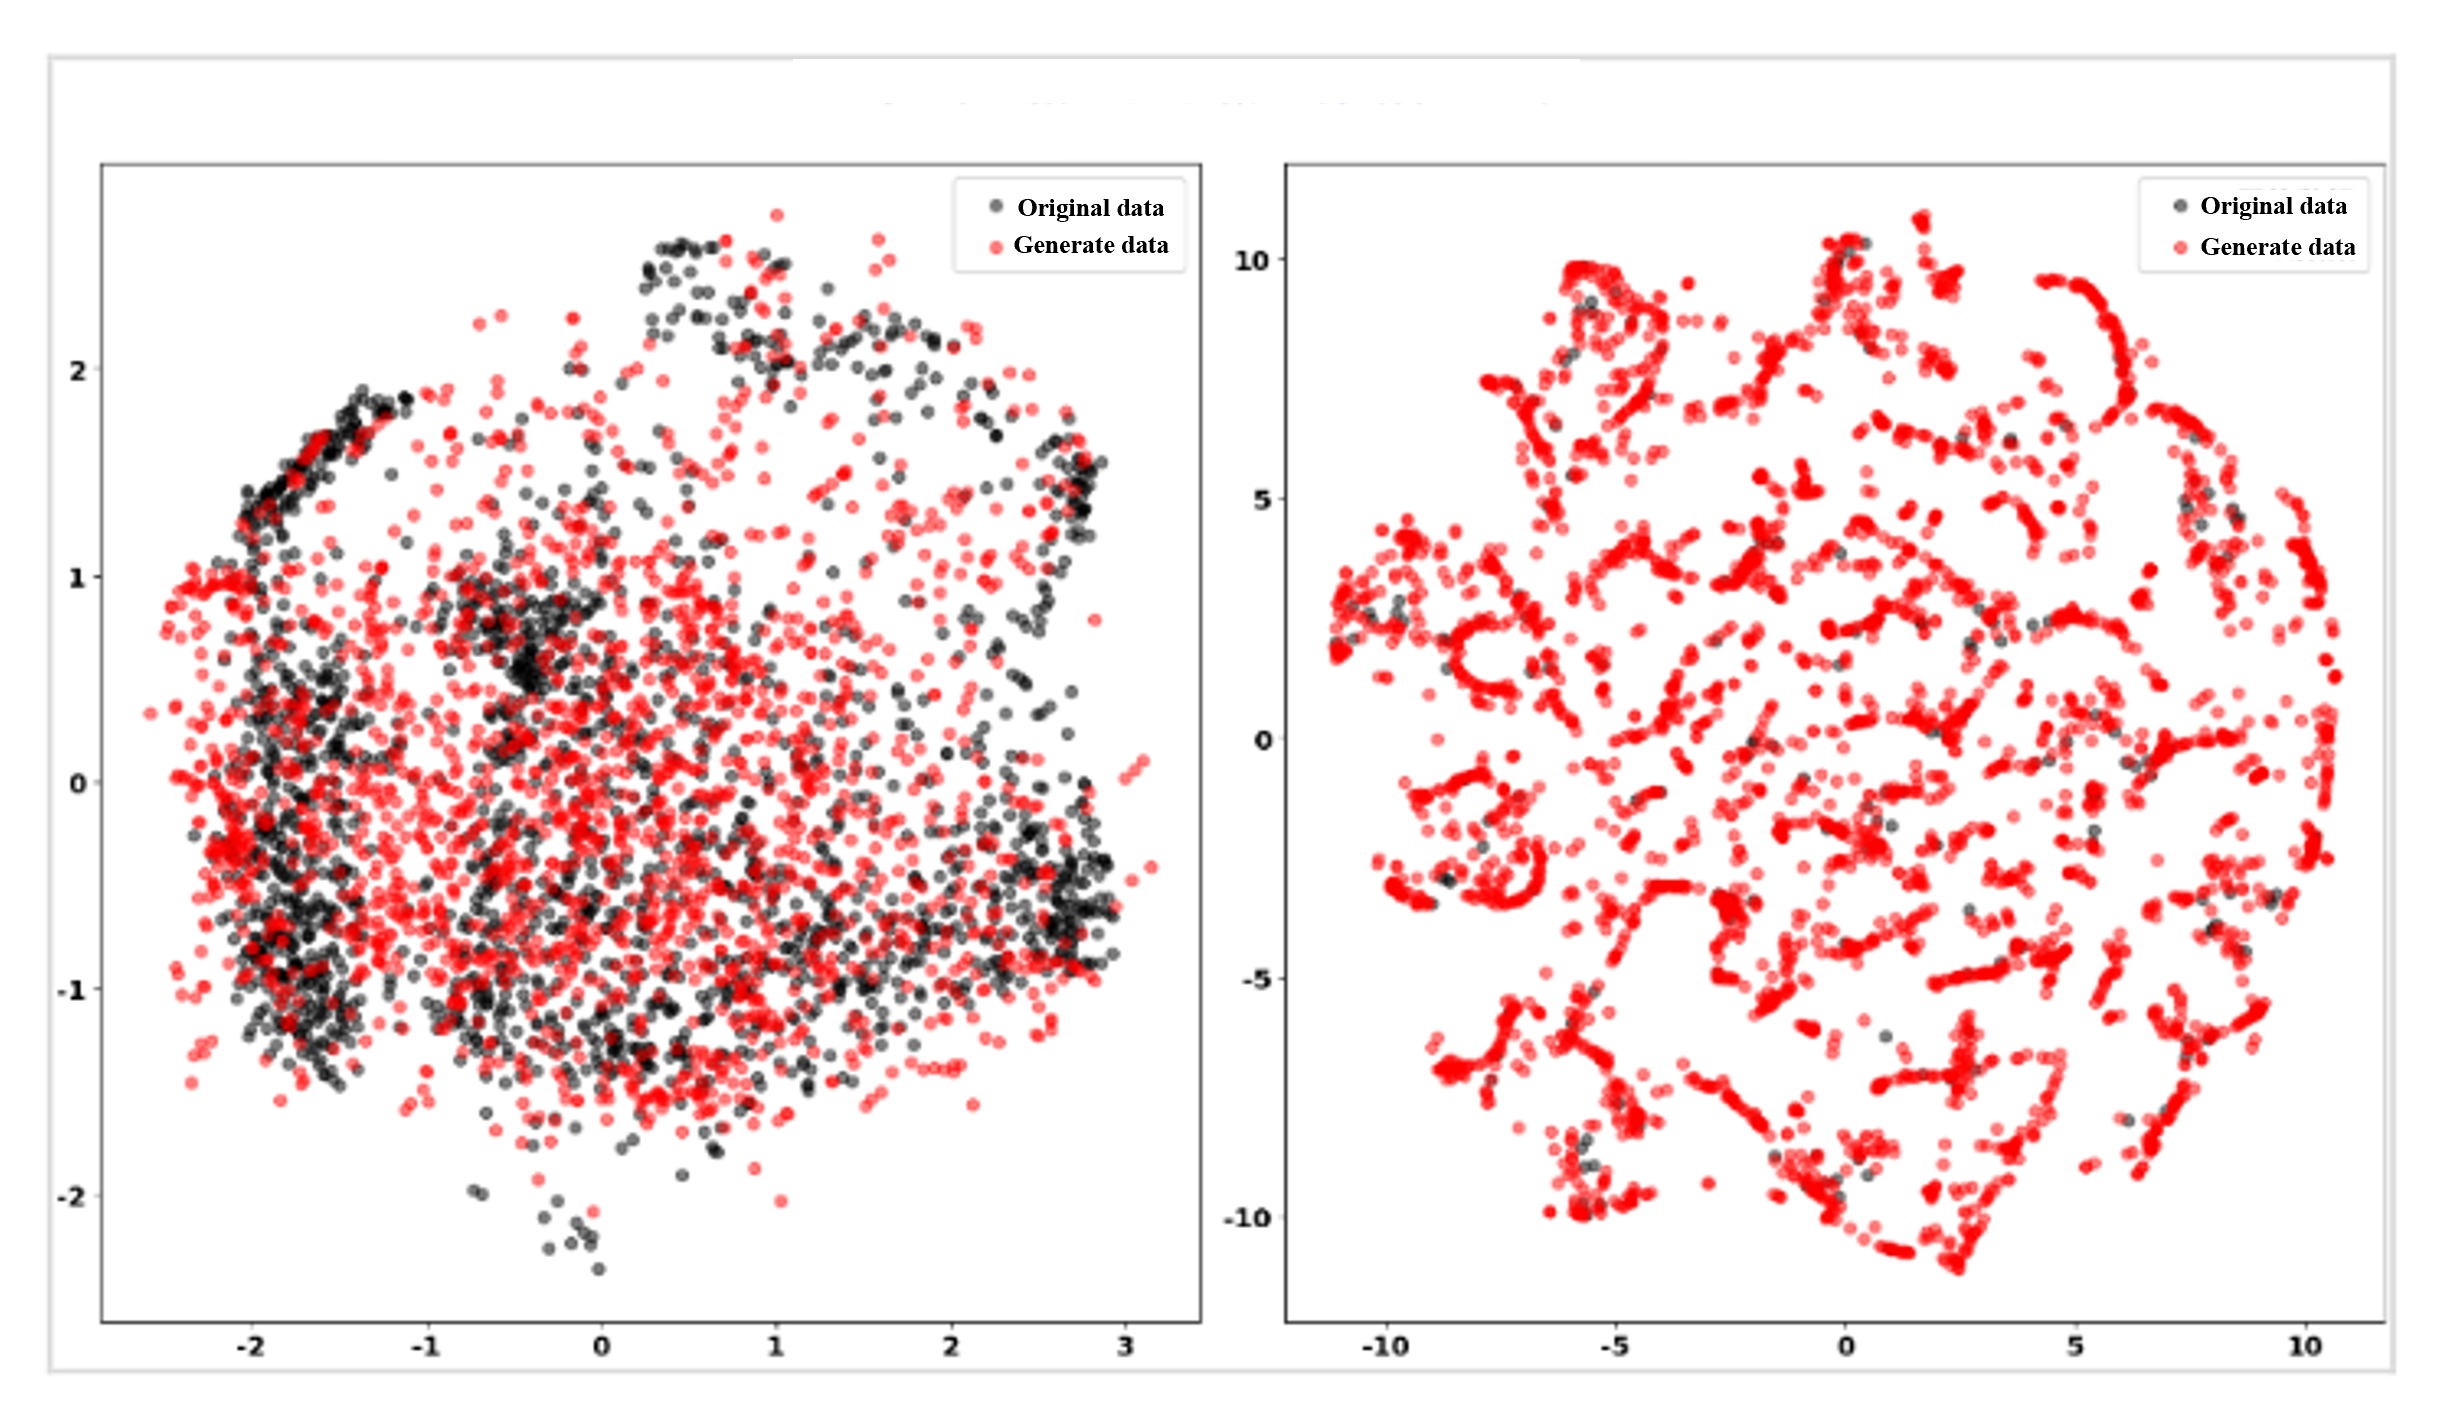 Original data
Generate data
2
1
0
-1
-2
-2 -1 0 1 2 3
Original data
Generate data
10
5
0
-5
-10
-10 -5 0 5 10